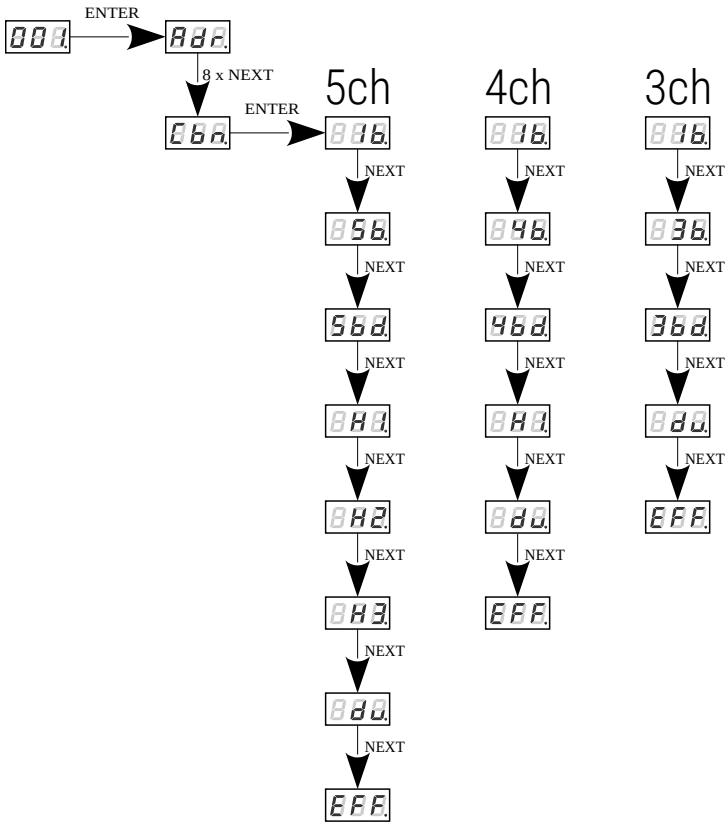 ENTER
001. Adr.
8 x NEXT
5ch 4ch 3ch
ENTER
Cbn. 1b. 1b. 1b.
NEXT NEXT NEXT
5b. 4b. 3b.
NEXT NEXT NEXT
5bd. 4bd. 3bd.
NEXT NEXT NEXT
H1. H1. du.
NEXT NEXT NEXT
H2. du. EFF.
NEXT NEXT
H3. EFF.
NEXT
du.
NEXT
EFF.